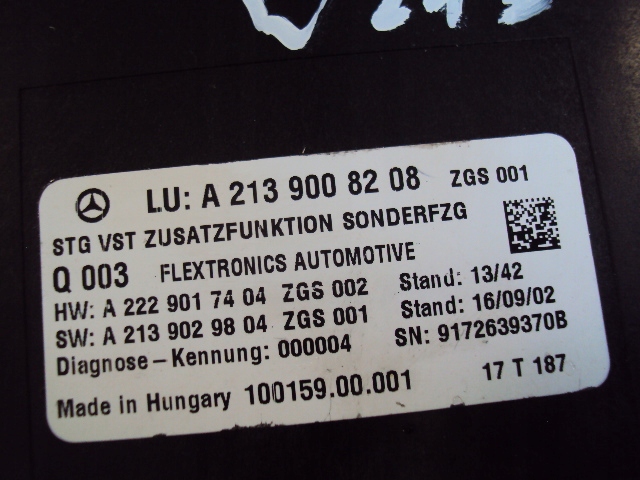 LU: A 213 900 82 08 ZGS 001
STG VST ZUSATZFUNKTION SONDERFZG
Q 003 FLEXTRONICS AUTOMOTIVE
HW: A 222 901 74 04 ZGS 002 Stand: 13/42
SW: A 213 902 98 04 ZGS 001 Stand: 16/09/02
Diagnose-Kennung: 000004 SN: 9172639370B
Made in Hungary 100159.00.001 17 T 187